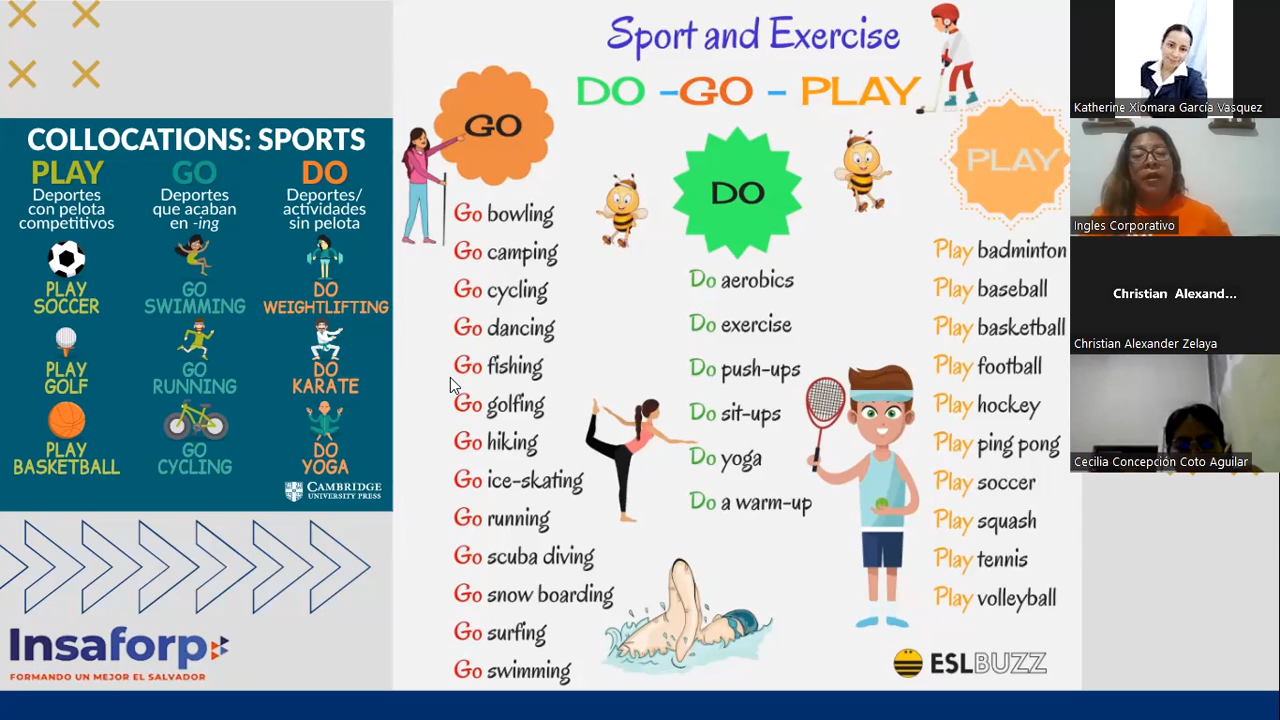 COLLOCATIONS: SPORTS
PLAY
Deportes
con pelota
competitivos
PLAY
SOCCER
PLAY
GOLF
PLAY
BASKETBALL
GO
Deportes
que acaban
en -ing
GO
SWIMMING
GO
RUNNING
GO
CYCLING
DO
Deportes/
actividades
sin pelota
DO
WEIGHTLIFTING
DO
KARATE
DO
YOGA
CAMBRIDGE
UNIVERSITY PRESS
Insaforp
FORMANDO UN MEJOR EL SALVADOR
Sport and Exercise
DO - GO - PLAY
GO
Go bowling
Go camping
Go cycling
Go dancing
Go fishing
Go golfing
Go hiking
Go ice-skating
Go running
Go scuba diving
Go snow boarding
Go surfing
Go swimming
DO
Do aerobics
Do exercise
Do push-ups
Do sit-ups
Do yoga
Do a warm-up
PLAY
Play badminton
Play baseball
Play basketball
Play football
Play hockey
Play ping pong
Play soccer
Play squash
Play tennis
Play volleyball
ESLBUZZ
Katherine Xiomara García Vasquez
Ingles Corporativo
Christian Alexand...
Christian Alexander Zelaya
Cecilia Concepción Coto Aguilar